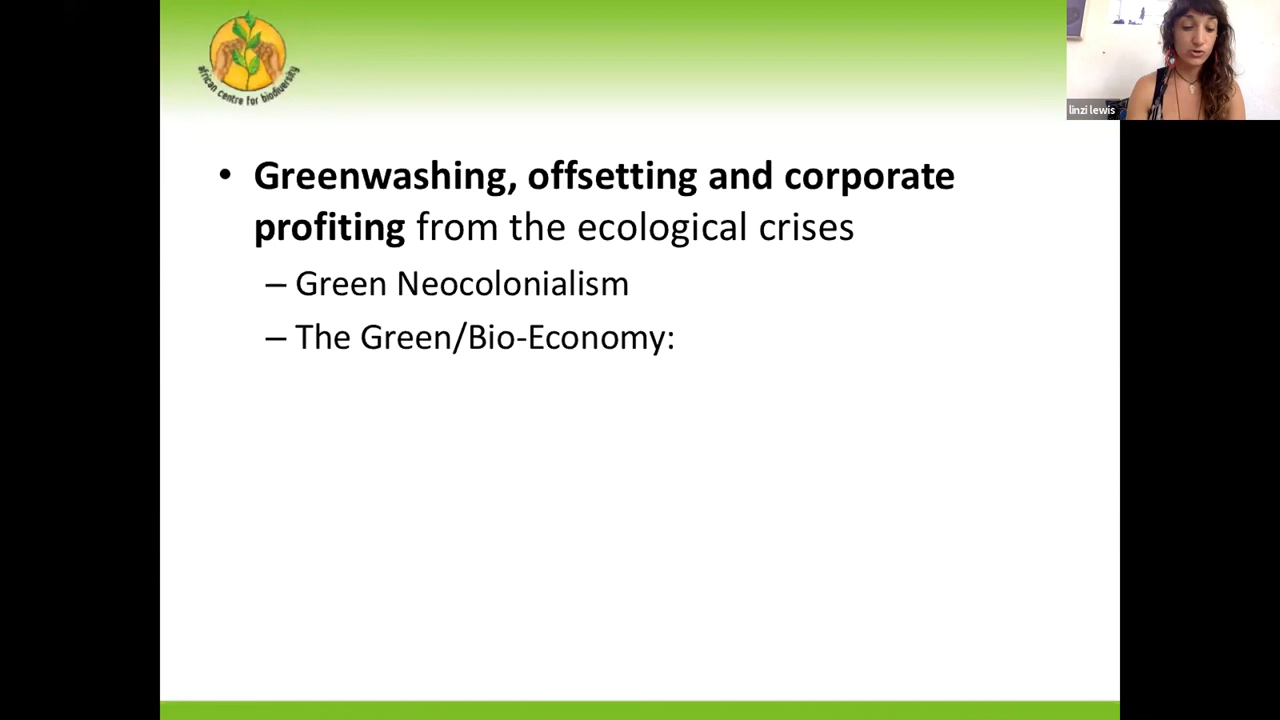 african centre for biodiversity
linzi lewis
• Greenwashing, offsetting and corporate
profiting from the ecological crises
– Green Neocolonialism
– The Green/Bio-Economy: